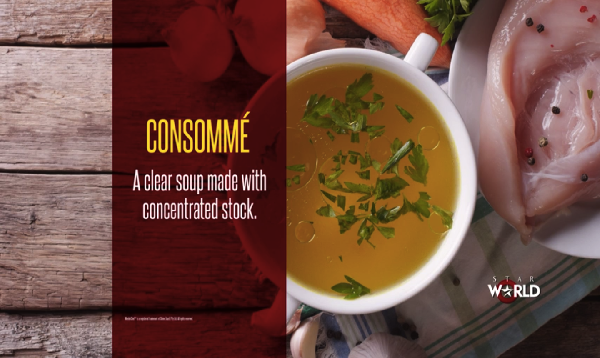 CONSOMMÉ
A clear soup made with
concentrated stock.
STAR
WORLD